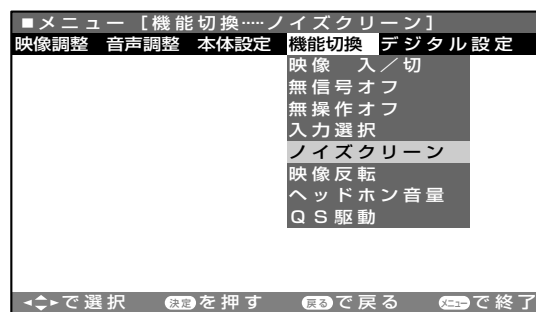 ■メニュー［機能切換……ノイズクリーン］
映像調整 音声調整 本体設定 機能切換 デジタル設定
映像 入／切
無信号オフ
無操作オフ
入力選択
ノイズクリーン
映像反転
ヘッドホン音量
ＱＳ駆動
で選択 決定を押す 戻るで戻る メニューで終了